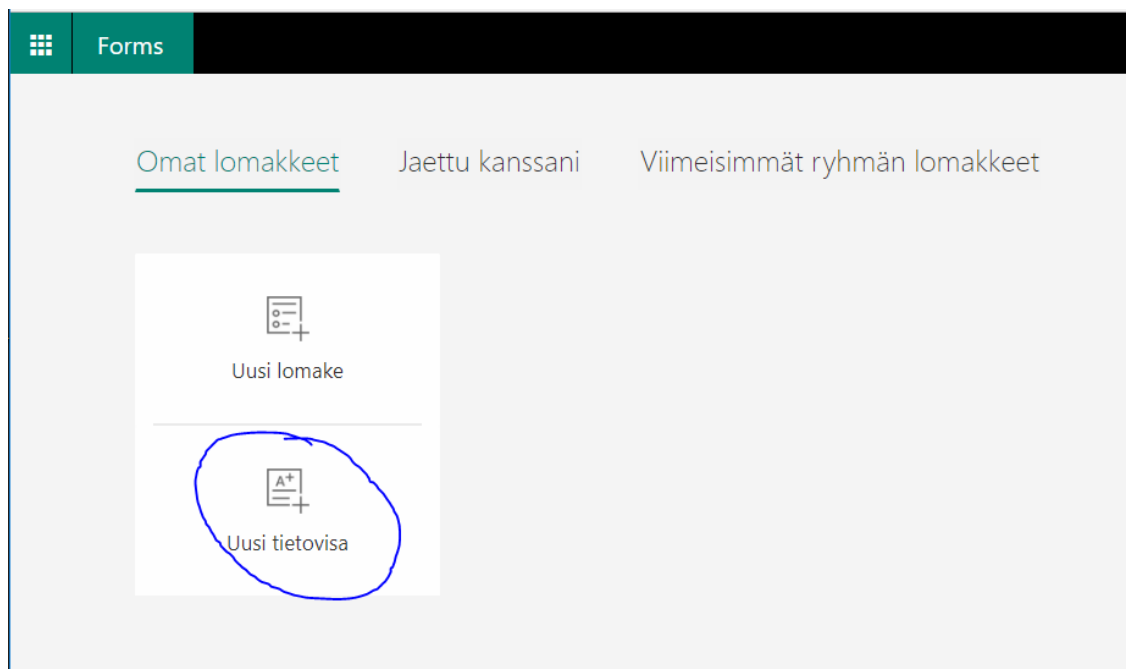 Forms
Omat lomakkeet Jaettu kanssani Viimeisimmät ryhmän lomakkeet
Uusi lomake
A+
Uusi tietovisa